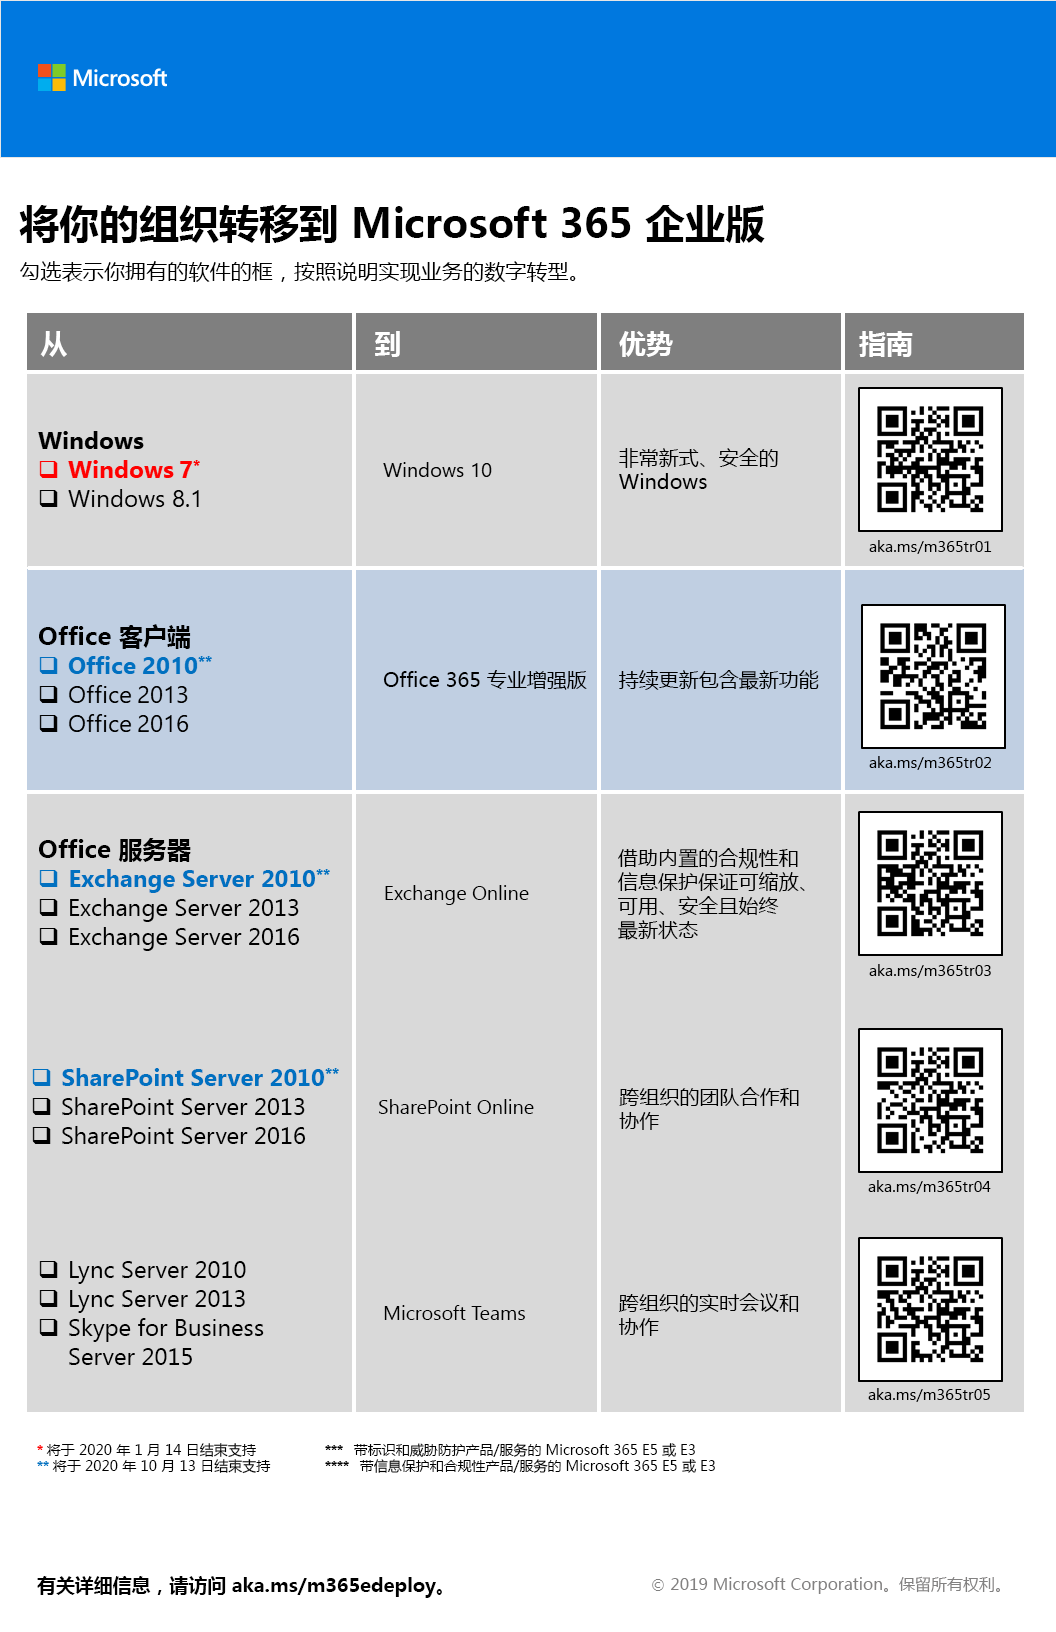 Microsoft
将你的组织转移到 Microsoft 365 企业版
勾选表示你拥有的软件的框，按照说明实现业务的数字转型。
从 到 优势 指南
Windows
Windows 7*
Windows 8.1
Windows 10
非常新式、安全的
Windows
aka.ms/m365tr01
Office 客户端
Office 2010**
Office 2013
Office 2016
Office 365 专业增强版
持续更新包含最新功能
aka.ms/m365tr02
Office 服务器
Exchange Server 2010**
Exchange Server 2013
Exchange Server 2016
Exchange Online
借助内置的合规性和
信息保护保证可缩放、
可用、安全且始终
最新状态
aka.ms/m365tr03
SharePoint Server 2010**
SharePoint Server 2013
SharePoint Server 2016
SharePoint Online
跨组织的团队合作和
协作
aka.ms/m365tr04
Lync Server 2010
Lync Server 2013
Skype for Business
Server 2015
Microsoft Teams
跨组织的实时会议和
协作
aka.ms/m365tr05
* 将于 2020 年 1 月 14 日结束支持
** 将于 2020 年 10 月 13 日结束支持
*** 带标识和威胁防护产品/服务的 Microsoft 365 E5 或 E3
**** 带信息保护和合规性产品/服务的 Microsoft 365 E5 或 E3
有关详细信息，请访问 aka.ms/m365edeploy。
© 2019 Microsoft Corporation。保留所有权利。